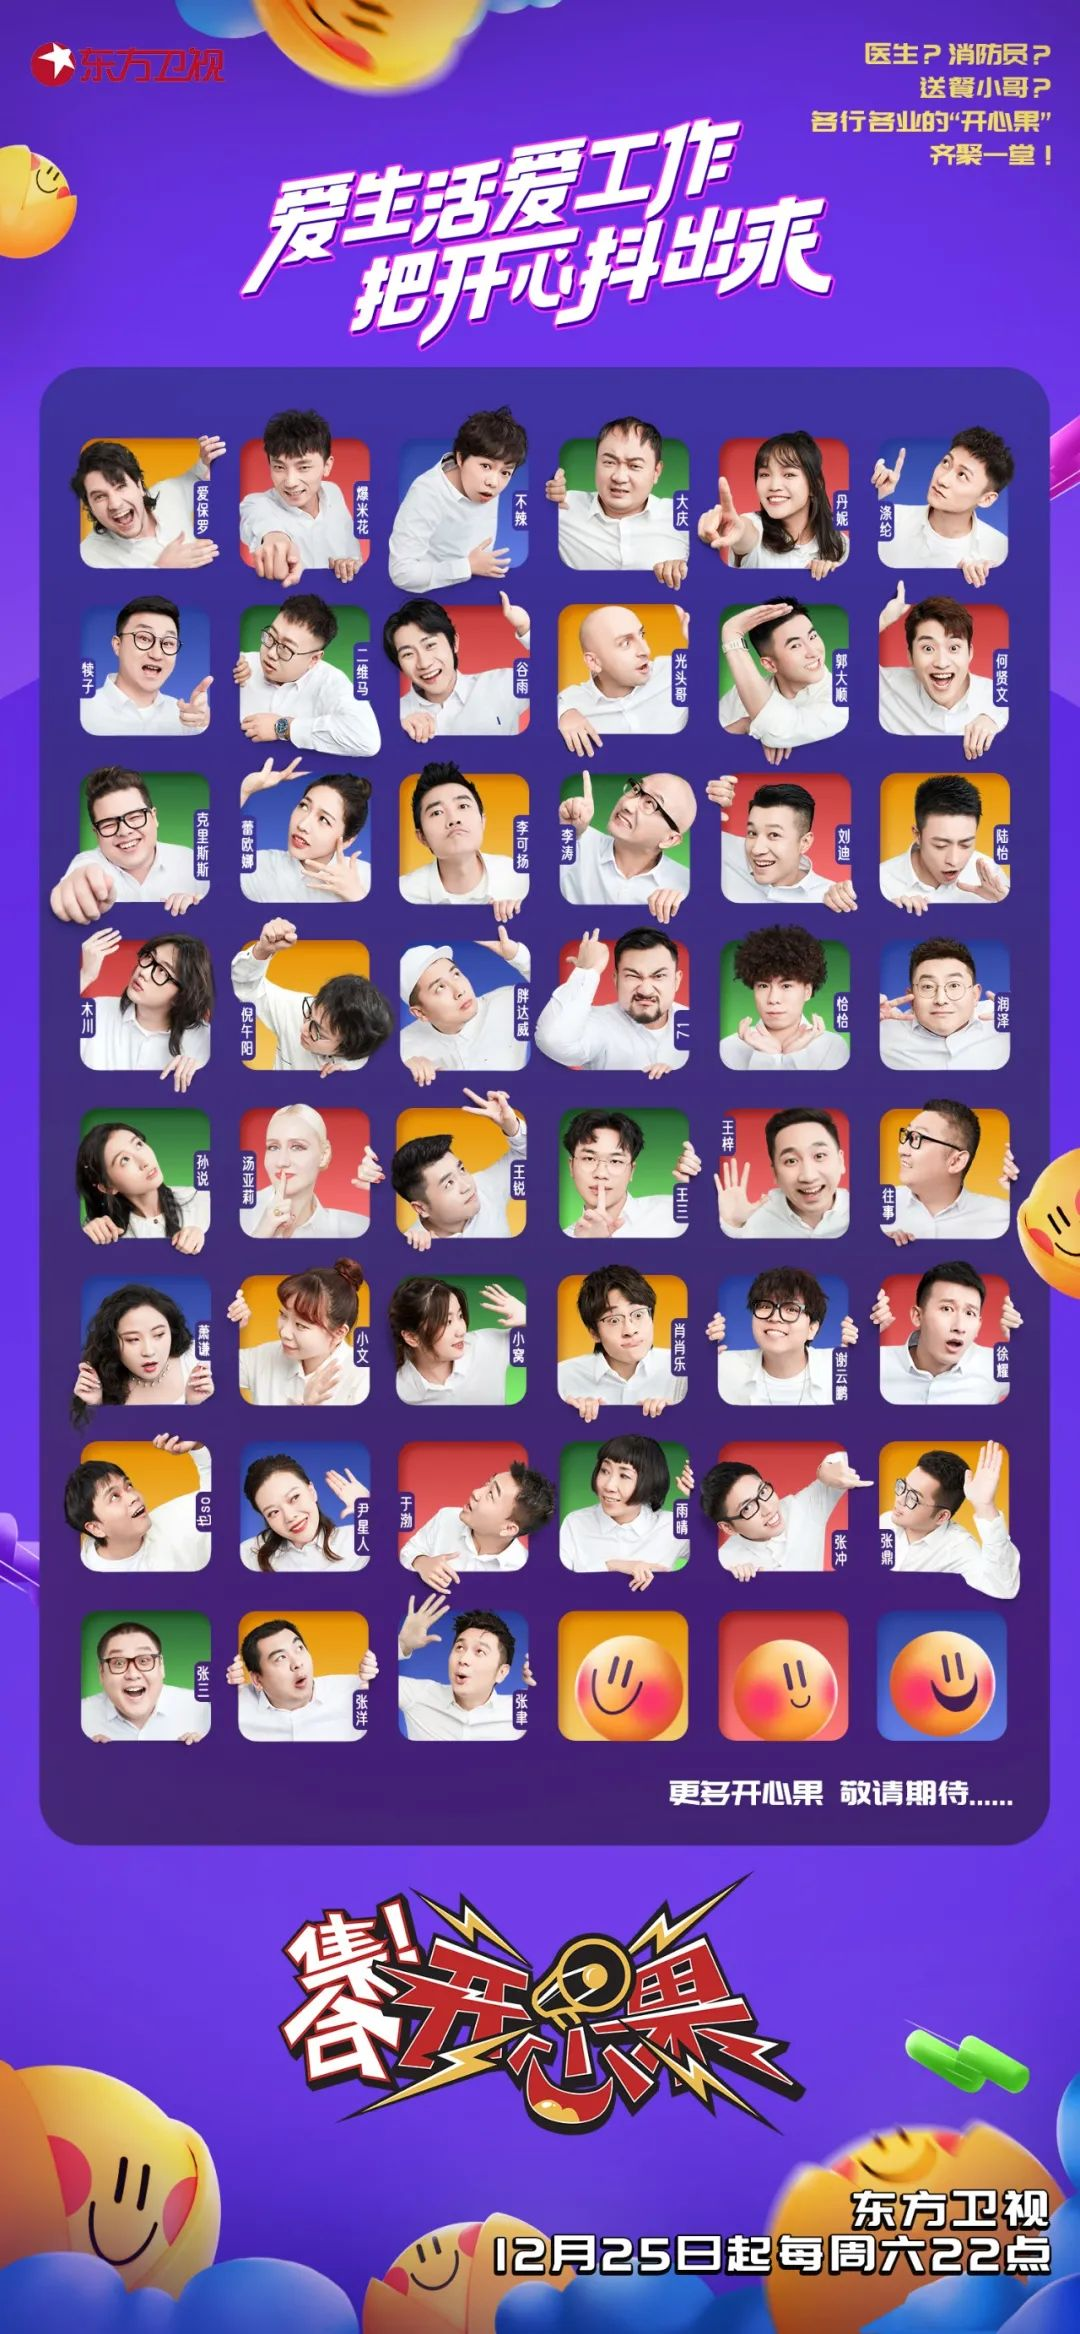 东方卫视
医生？消防员？
送餐小哥？
各行各业的“开心果”
齐聚一堂！
爱生活爱工作
把开心抖出来
爱保罗
爆米花
不辣
大庆
丹妮
涤纶
犊子
二维马
谷雨
光头哥
郭大顺
何贤文
克里斯斯
蕾欧娜
李可扬
李涛
刘迪
陆怡
木川
倪午阳
胖达威
71
恰恰
润泽
孙说
汤亚莉
王锐
王三
王梓
往事
萧谦
小文
小窝
肖肖乐
谢云鹏
徐耀
也so
尹星人
于渤
雨晴
张冲
张鼎
张三
张洋
张聿
更多开心果 敬请期待……
集合！开心果
东方卫视
12月25日起每周六22点